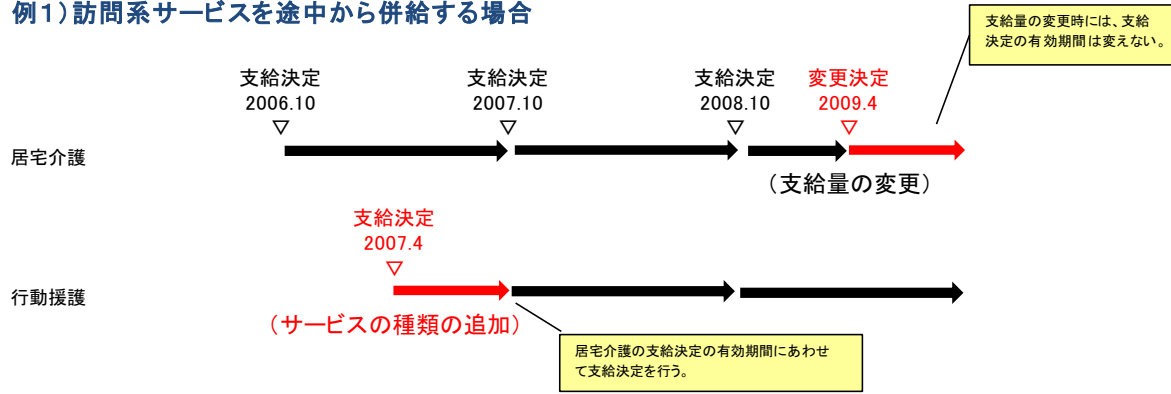 例1)訪問系サービスを途中から併給する場合
支給量の変更時には、支給
決定の有効期間は変えない。
支給決定
2006.10
▽
支給決定
2007.10
▽
支給決定
2008.10
▽
変更決定
2009.4
▽
居宅介護
(支給量の変更)
支給決定
2007.4
▽
行動援護
(サービスの種類の追加)
居宅介護の支給決定の有効期間にあわせ
て支給決定を行う。